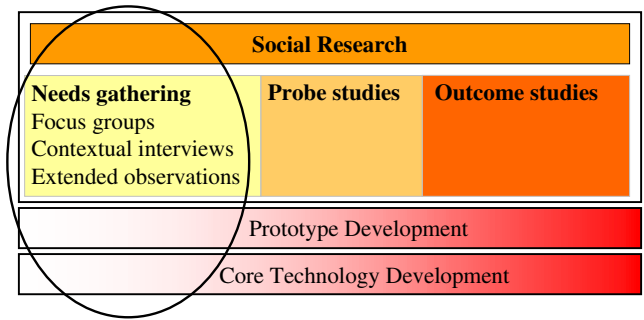 Social Research
Needs gathering
Focus groups
Contextual interviews
Extended observations
Probe studies
Outcome studies
Prototype Development
Core Technology Development